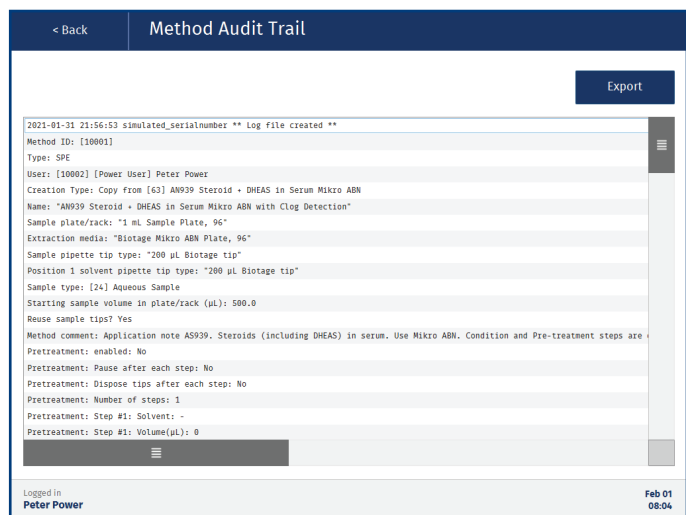 < Back
Method Audit Trail
Export
2021-01-31 21:56:53 simulated_serialnumber ** Log file created **
Method ID: [10001]
Type: SPE
User: [10002] [Power User] Peter Power
Creation Type: Copy from [63] AN939 Steroid + DHEAS in Serum Mikro ABN
Name: "AN939 Steroid + DHEAS in Serum Mikro ABN with Clog Detection"
Sample plate/rack: "1 mL Sample Plate, 96"
Extraction media: "Biotage Mikro ABN Plate, 96"
Sample pipette tip type: "200 µL Biotage tip"
Position 1 solvent pipette tip type: "200 µL Biotage tip"
Sample type: [24] Aqueous Sample
Starting sample volume in plate/rack (µL): 500.0
Reuse sample tips? Yes
Method comment: Application note AS939. Steroids (including DHEAS) in serum. Use Mikro ABN. Condition and Pre-treatment steps are
Pretreatment: enabled: No
Pretreatment: Pause after each step: No
Pretreatment: Dispose tips after each step: No
Pretreatment: Number of steps: 1
Pretreatment: Step #1: Solvent: -
Pretreatment: Step #1: Volume(µL): 0
Logged in
Peter Power
Feb 01
08:04